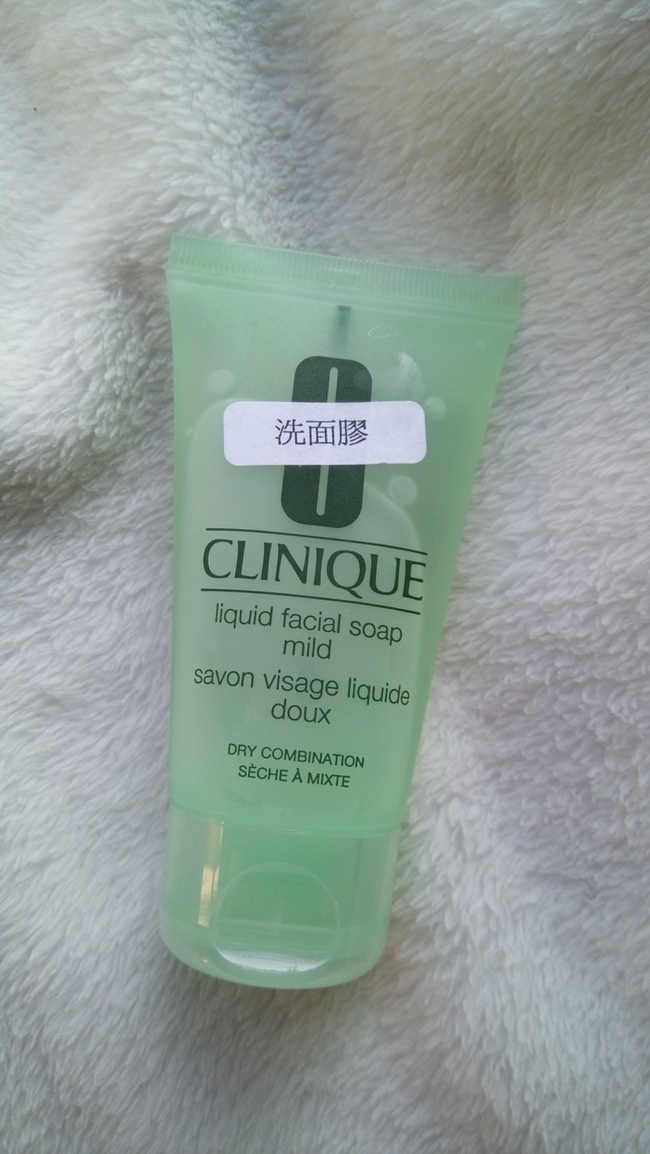 洗面膠
CLINIQUE
liquid facial soap
mild
savon visage liquide
doux
DRY COMBINATION
SÈCHE À MIXTE